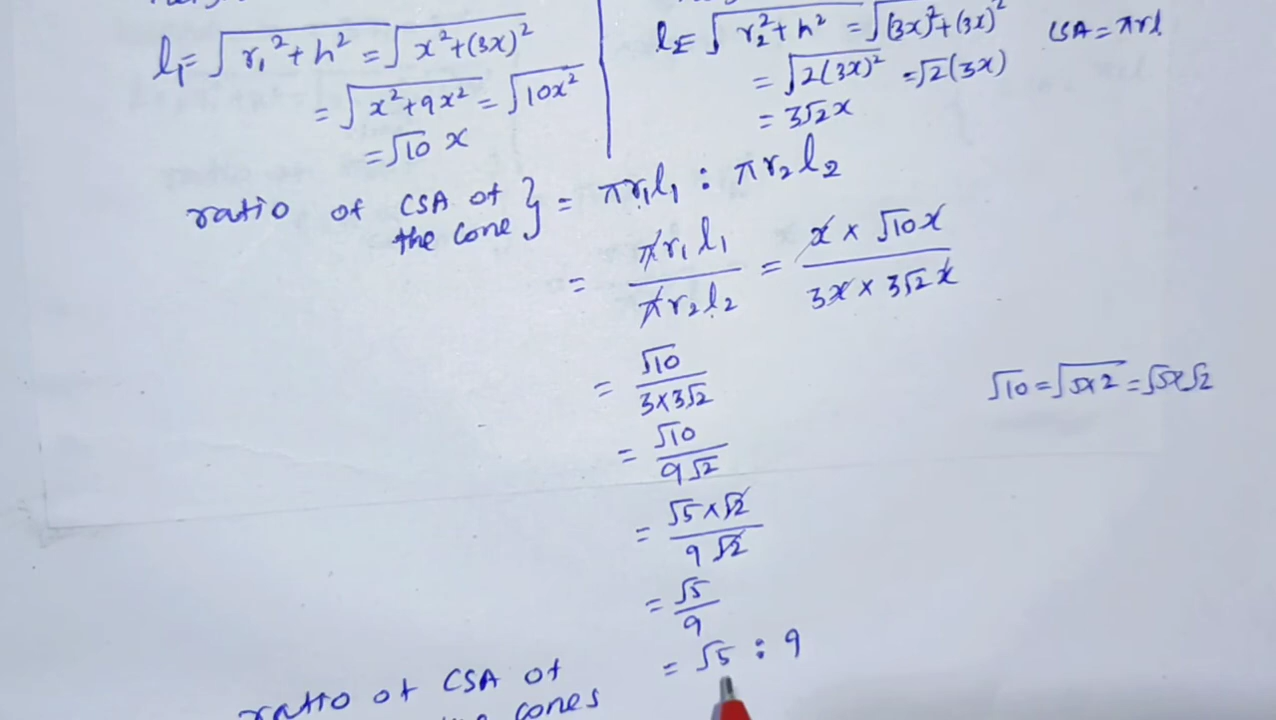 l₁ = √(r₁² + h²) = √(x² + (3x)²)
= √(x² + 9x²) = √(10x²)
= √10 x
l₂ = √(r₂² + h²) = √((3x)² + (3x)²)
= √(2(3x)²) = √2 (3x)
= 3√2 x
CSA = πrl
ratio of CSA of
the cone } = πr₁l₁ : πr₂l₂
= πr₁l₁ / πr₂l₂ = x × √10x / 3x × 3√2 x
= √10 / 3×3√2
√10 = √(5×2) = √5×√2
= √10 / 9√2
= √5×√2 / 9√2
= √5 / 9
= √5 : 9
ratio of CSA of
cones